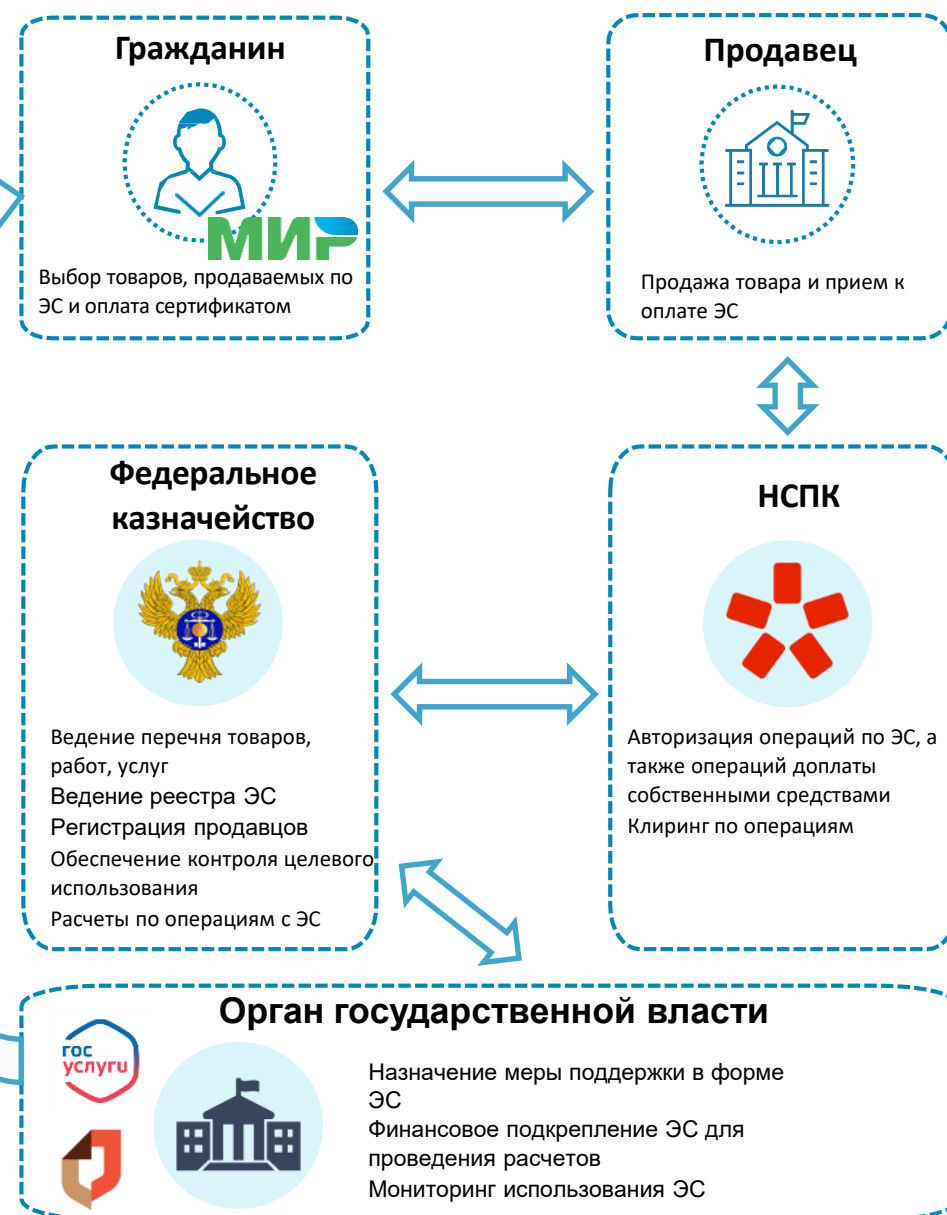 Гражданин
МИР
Выбор товаров, продаваемых по
ЭС и оплата сертификатом
Продавец
Продажа товара и прием к
оплате ЭС
Федеральное
казначейство
Ведение перечня товаров,
работ, услуг
Ведение реестра ЭС
Регистрация продавцов
Обеспечение контроля целевого
использования
Расчеты по операциям с ЭС
НСПК
Авторизация операций по ЭС, а
также операций доплаты
собственными средствами
Клиринг по операциям
Орган государственной власти
гос
услуги
Назначение меры поддержки в форме
ЭС
Финансовое подкрепление ЭС для
проведения расчетов
Мониторинг использования ЭС